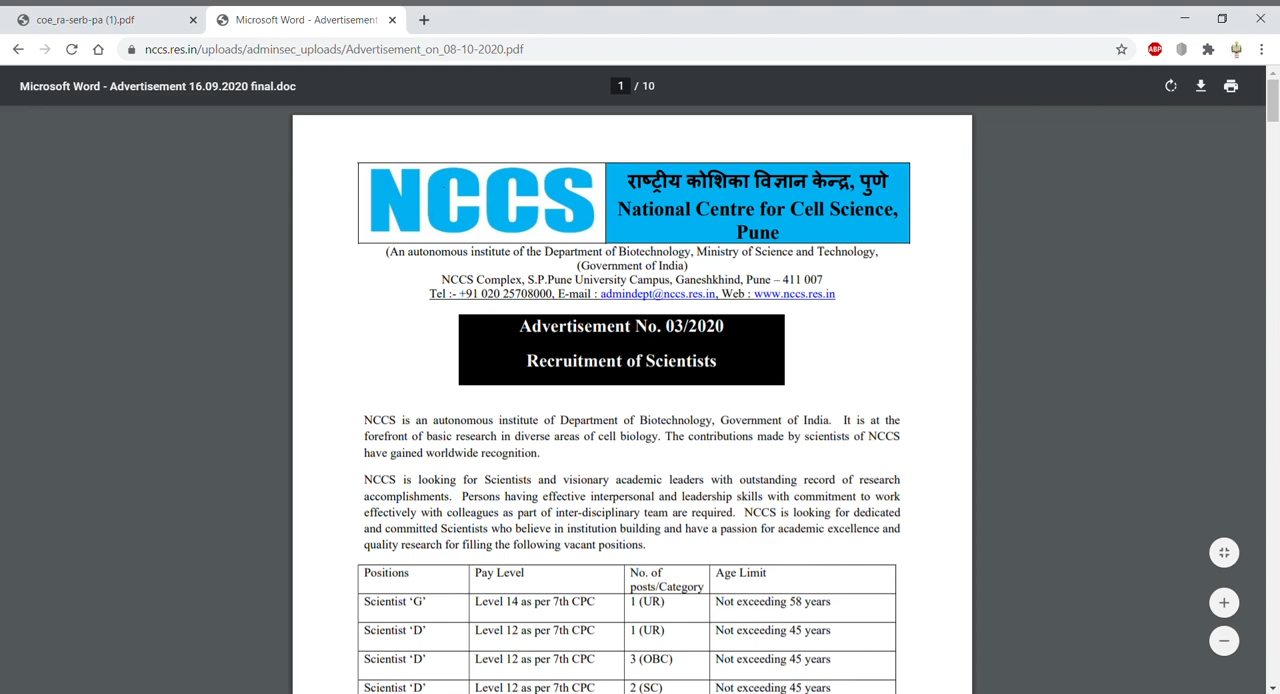 coe_ra-serb-pa (1).pdf
Microsoft Word - Advertisement
nccs.res.in/uploads/adminsec_uploads/Advertisement_on_08-10-2020.pdf
ABP
Microsoft Word - Advertisement 16.09.2020 final.doc
1 / 10
NCCS
राष्ट्रीय कोशिका विज्ञान केन्द्र, पुणे
National Centre for Cell Science,
Pune
(An autonomous institute of the Department of Biotechnology, Ministry of Science and Technology,
(Government of India)
NCCS Complex, S.P.Pune University Campus, Ganeshkhind, Pune – 411 007
Tel :- +91 020 25708000, E-mail : admindept@nccs.res.in, Web : www.nccs.res.in
Advertisement No. 03/2020
Recruitment of Scientists
NCCS is an autonomous institute of Department of Biotechnology, Government of India. It is at the
forefront of basic research in diverse areas of cell biology. The contributions made by scientists of NCCS
have gained worldwide recognition.
NCCS is looking for Scientists and visionary academic leaders with outstanding record of research
accomplishments. Persons having effective interpersonal and leadership skills with commitment to work
effectively with colleagues as part of inter-disciplinary team are required. NCCS is looking for dedicated
and committed Scientists who believe in institution building and have a passion for academic excellence and
quality research for filling the following vacant positions.
Positions Pay Level No. of posts/Category Age Limit
Scientist ‘G’ Level 14 as per 7th CPC 1 (UR) Not exceeding 58 years
Scientist ‘D’ Level 12 as per 7th CPC 1 (UR) Not exceeding 45 years
Scientist ‘D’ Level 12 as per 7th CPC 3 (OBC) Not exceeding 45 years
Scientist ‘D’ Level 12 as per 7th CPC 2 (SC) Not exceeding 45 years